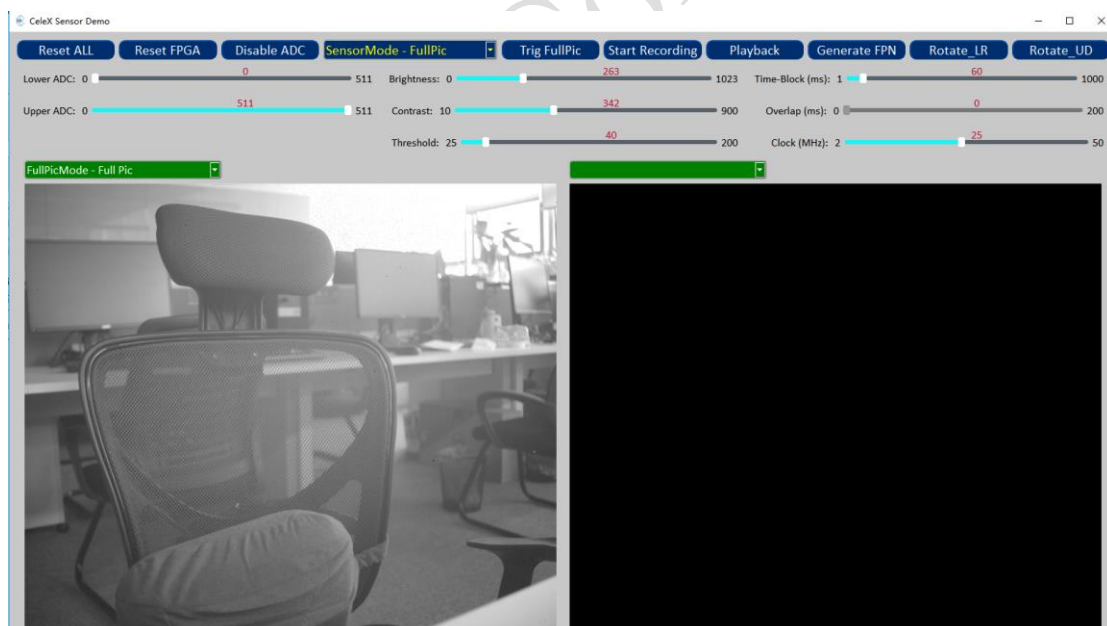 CeleX Sensor Demo
Reset ALL Reset FPGA Disable ADC SensorMode - FullPic Trig FullPic Start Recording Playback Generate FPN Rotate_LR Rotate_UD
Lower ADC: 0 0 511 Brightness: 0 263 1023 Time-Block (ms): 1 60 1000
Upper ADC: 0 511 511 Contrast: 10 342 900 Overlap (ms): 0 0 200
Threshold: 25 40 200 Clock (MHz): 2 25 50
FullPicMode - Full Pic